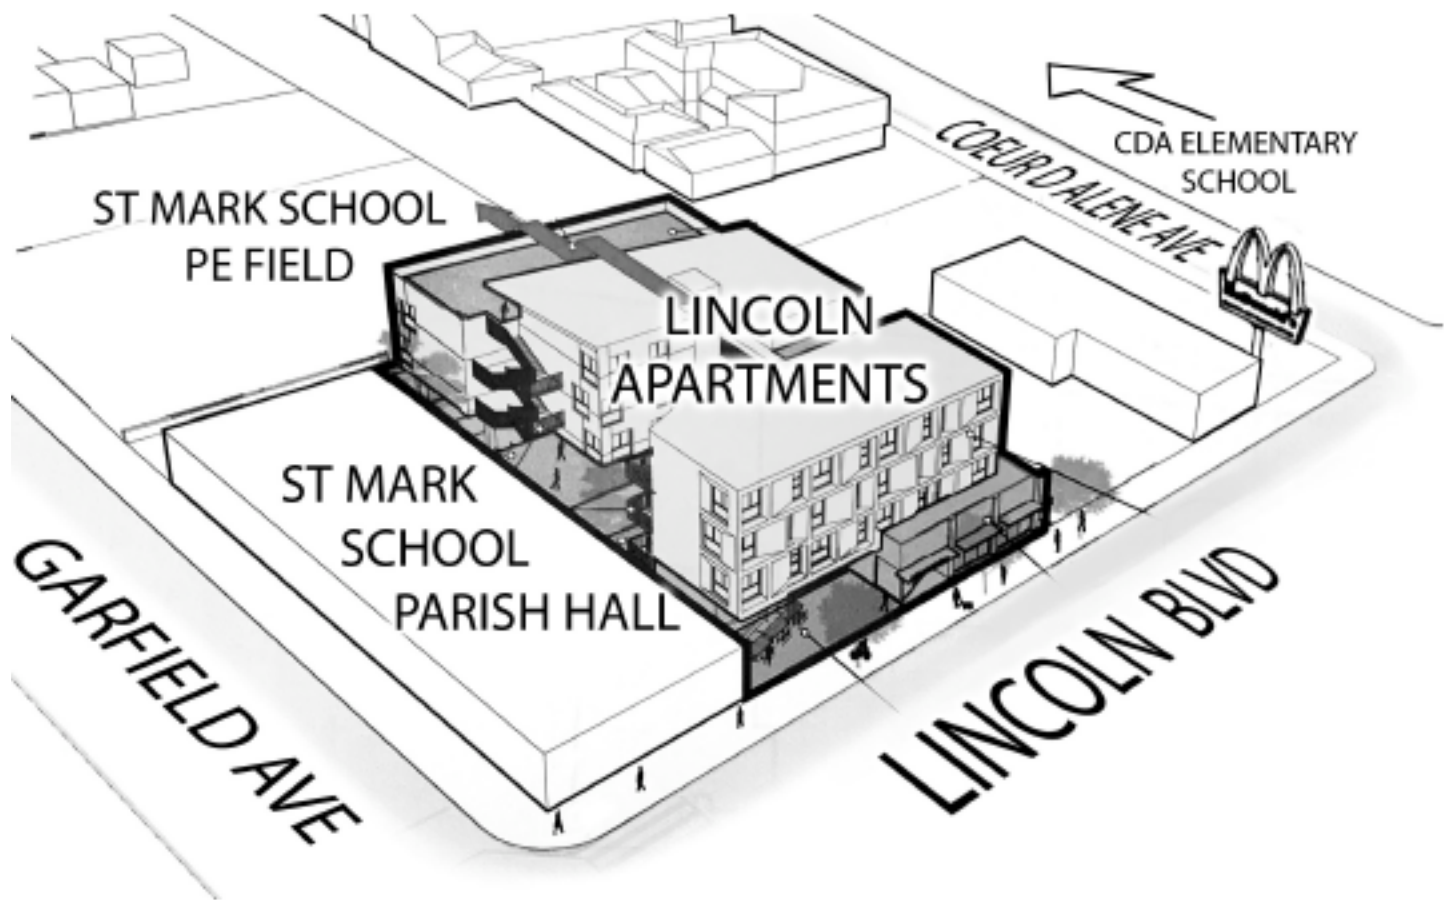 COEUR D ALENE AVE
CDA ELEMENTARY
SCHOOL
ST MARK SCHOOL
PE FIELD
LINCOLN
APARTMENTS
ST MARK
SCHOOL
PARISH HALL
GARFIELD AVE
LINCOLN BLVD